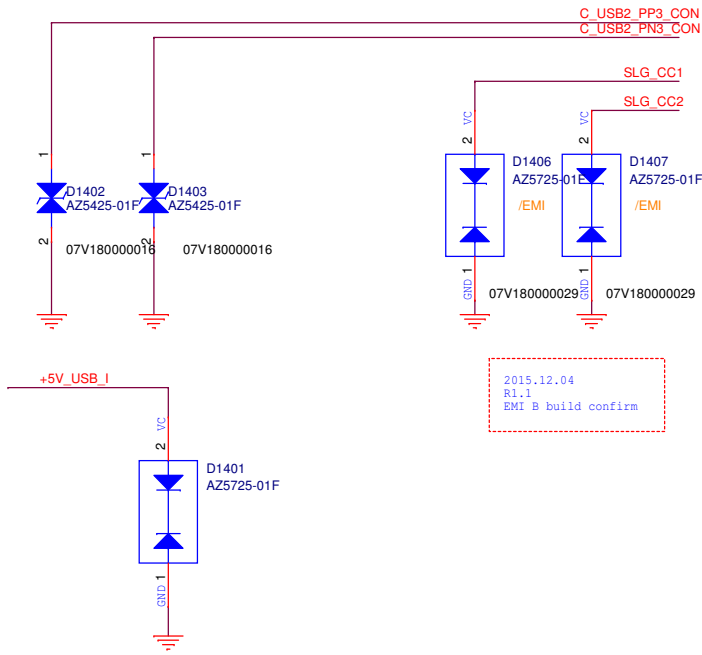 C_USB2_PP3_CON
C_USB2_PN3_CON
SLG_CC1
SLG_CC2
VC
VC
2
2
1
1
D1402
AZ5425-01F
D1403
AZ5425-01F
D1406
AZ5725-01F
/EMI
D1407
AZ5725-01F
/EMI
2
2
07V180000016
07V180000016
GND
1
GND
1
07V180000029
07V180000029
+5V_USB_I
2015.12.04
R1.1
EMI B build confirm
VC
2
D1401
AZ5725-01F
GND
1